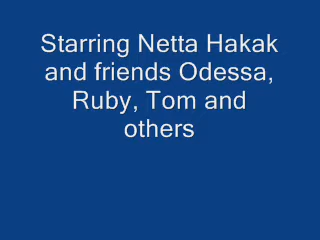 Starring Netta Hakak
and friends Odessa,
Ruby, Tom and
others